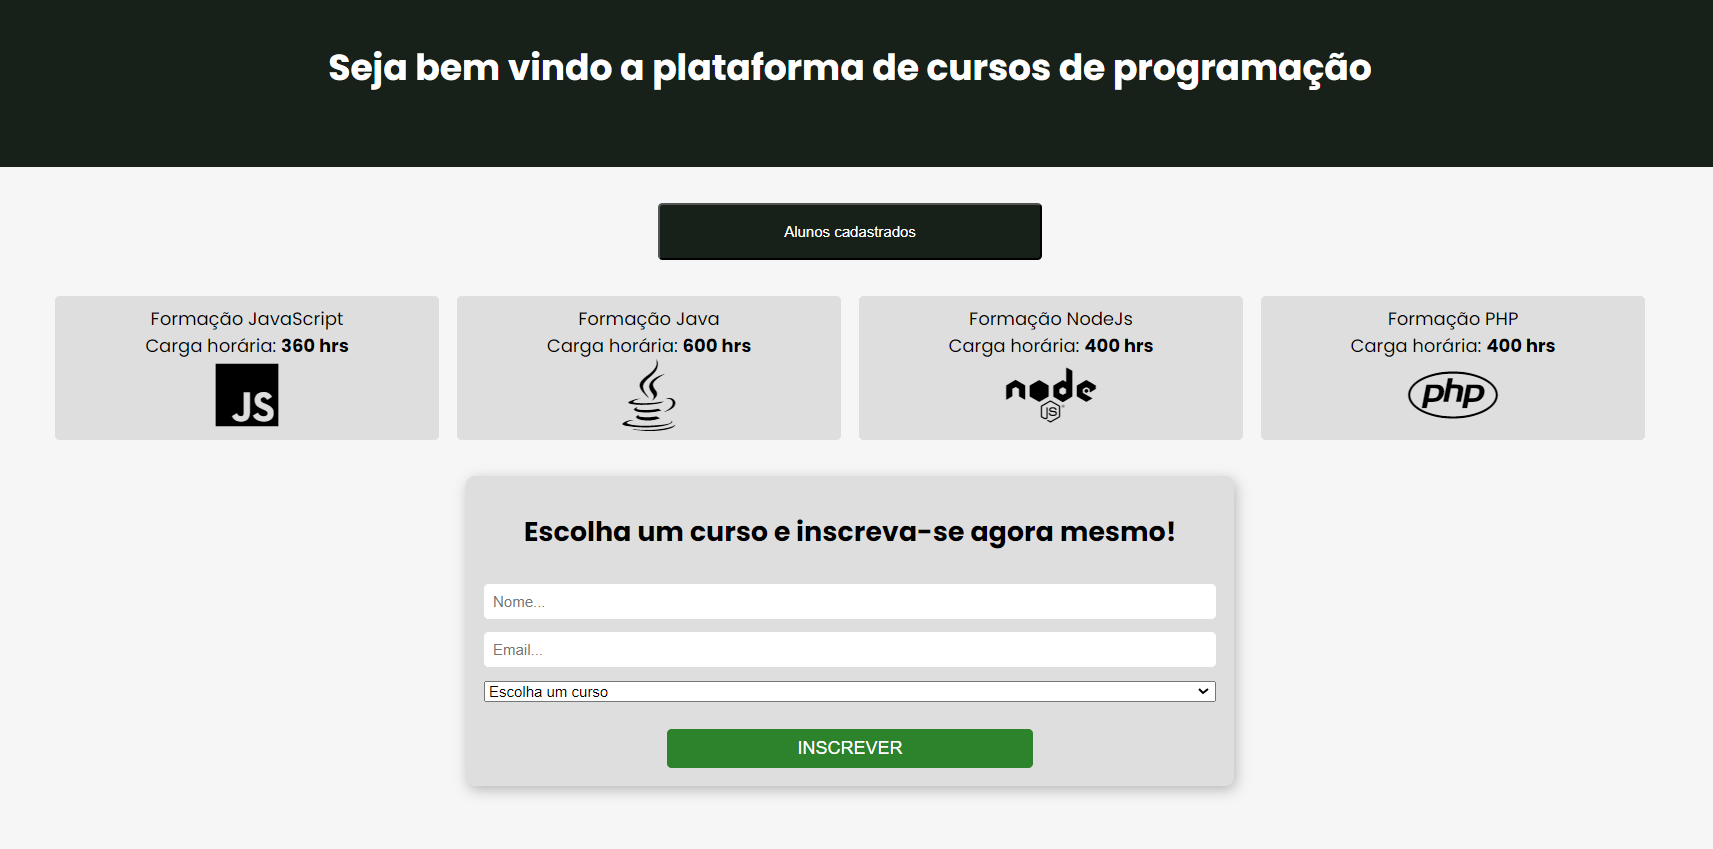 Seja bem vindo a plataforma de cursos de programação
Alunos cadastrados
Formação JavaScript
Carga horária: 360 hrs
JS
Formação Java
Carga horária: 600 hrs
Formação NodeJs
Carga horária: 400 hrs
node
JS
Formação PHP
Carga horária: 400 hrs
php
Escolha um curso e inscreva-se agora mesmo!
Nome...
Email...
Escolha um curso
INSCREVER